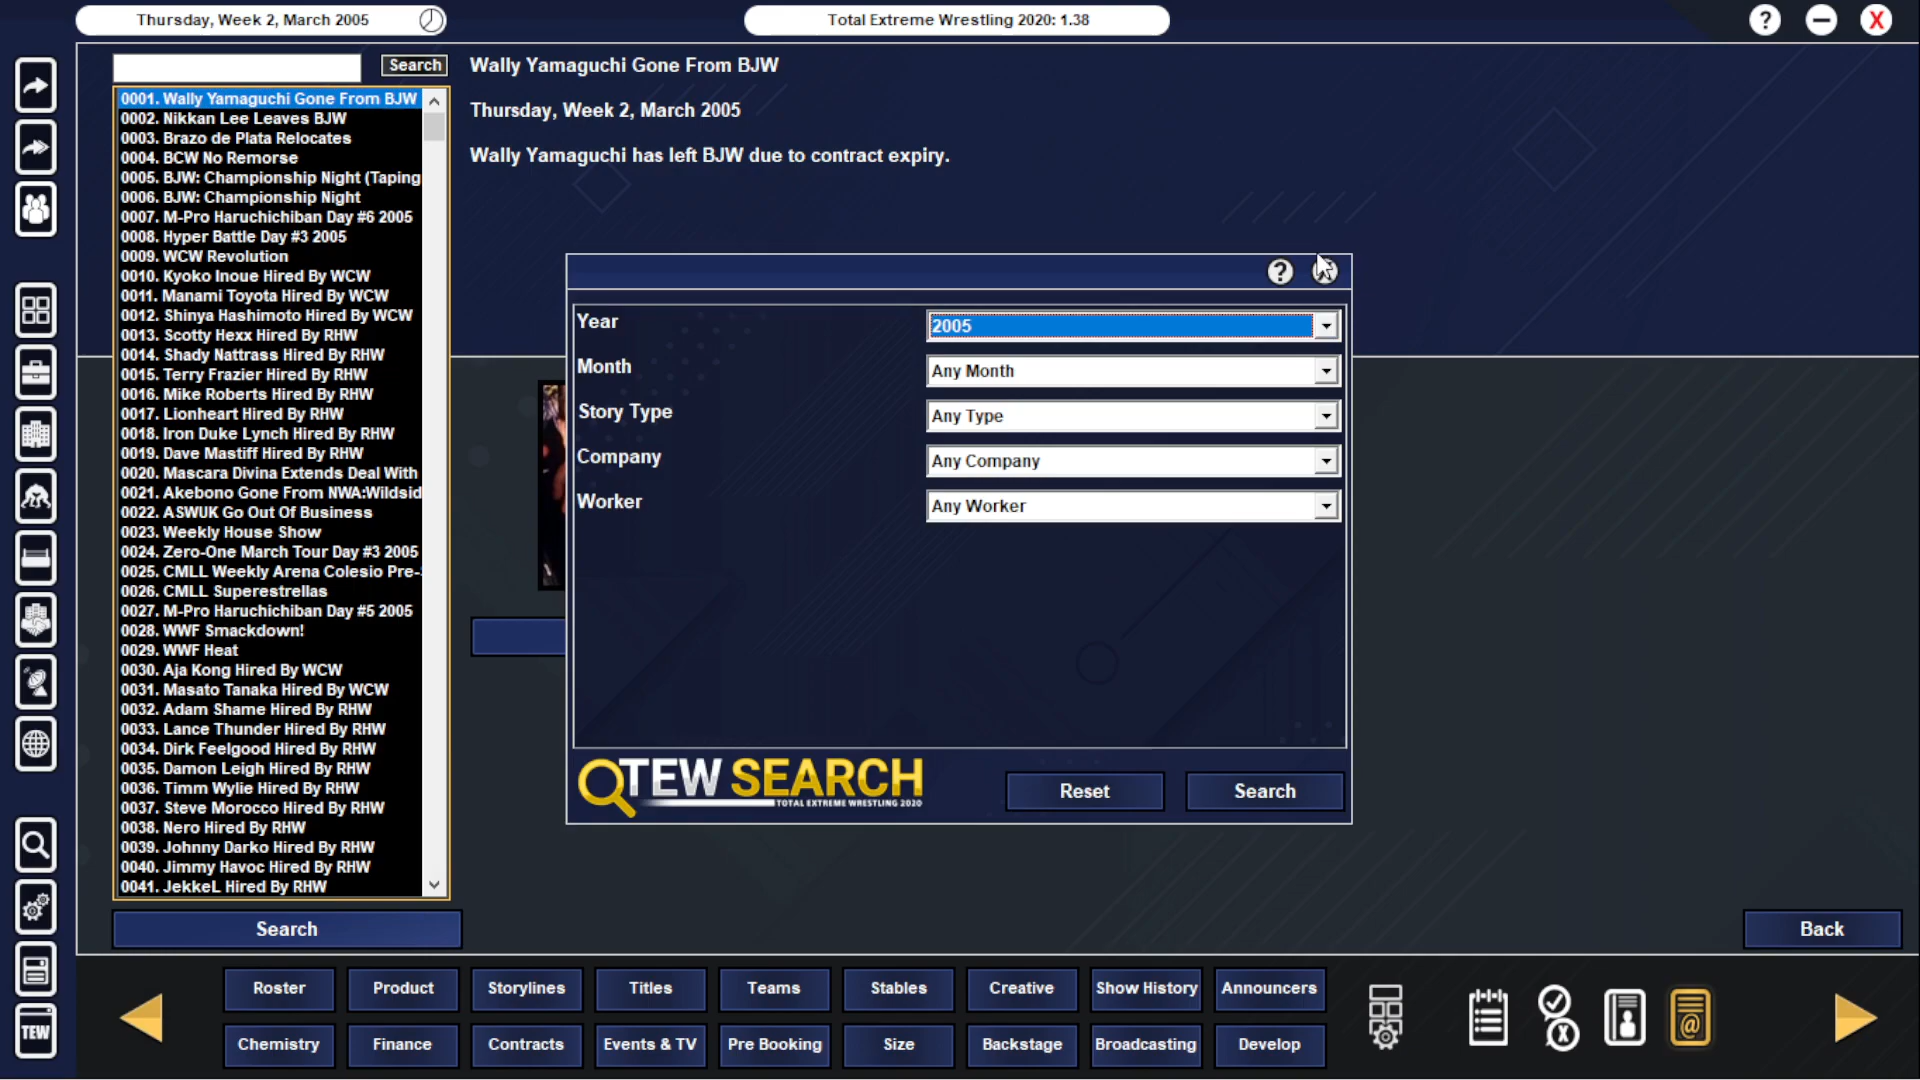 Thursday, Week 2, March 2005
Total Extreme Wrestling 2020: 1.38
?
X
Search
Wally Yamaguchi Gone From BJW
Thursday, Week 2, March 2005
Wally Yamaguchi has left BJW due to contract expiry.
0001. Wally Yamaguchi Gone From BJW
0002. Nikkan Lee Leaves BJW
0003. Brazo de Plata Relocates
0004. BCW No Remorse
0005. BJW: Championship Night (Taping
0006. BJW: Championship Night
0007. M-Pro Haruchichiban Day #6 2005
0008. Hyper Battle Day #3 2005
0009. WCW Revolution
0010. Kyoko Inoue Hired By WCW
0011. Manami Toyota Hired By WCW
0012. Shinya Hashimoto Hired By WCW
0013. Scotty Hexx Hired By RHW
0014. Shady Nattrass Hired By RHW
0015. Terry Frazier Hired By RHW
0016. Mike Roberts Hired By RHW
0017. Lionheart Hired By RHW
0018. Iron Duke Lynch Hired By RHW
0019. Dave Mastiff Hired By RHW
0020. Mascara Divina Extends Deal With
0021. Akebono Gone From NWA:Wildsid
0022. ASWUK Go Out Of Business
0023. Weekly House Show
0024. Zero-One March Tour Day #3 2005
0025. CMLL Weekly Arena Colesio Pre-
0026. CMLL Superestrellas
0027. M-Pro Haruchichiban Day #5 2005
0028. WWF Smackdown!
0029. WWF Heat
0030. Aja Kong Hired By WCW
0031. Masato Tanaka Hired By WCW
0032. Adam Shame Hired By RHW
0033. Lance Thunder Hired By RHW
0034. Dirk Feelgood Hired By RHW
0035. Damon Leigh Hired By RHW
0036. Timm Wylie Hired By RHW
0037. Steve Morocco Hired By RHW
0038. Nero Hired By RHW
0039. Johnny Darko Hired By RHW
0040. Jimmy Havoc Hired By RHW
0041. JekkeL Hired By RHW
Search
?
Year
2005
Month
Any Month
Story Type
Any Type
Company
Any Company
Worker
Any Worker
TEW SEARCH
TOTAL EXTREME WRESTLING 2020
Reset
Search
Back
TEW
Roster
Product
Storylines
Titles
Teams
Stables
Creative
Show History
Announcers
Chemistry
Finance
Contracts
Events & TV
Pre Booking
Size
Backstage
Broadcasting
Develop
@